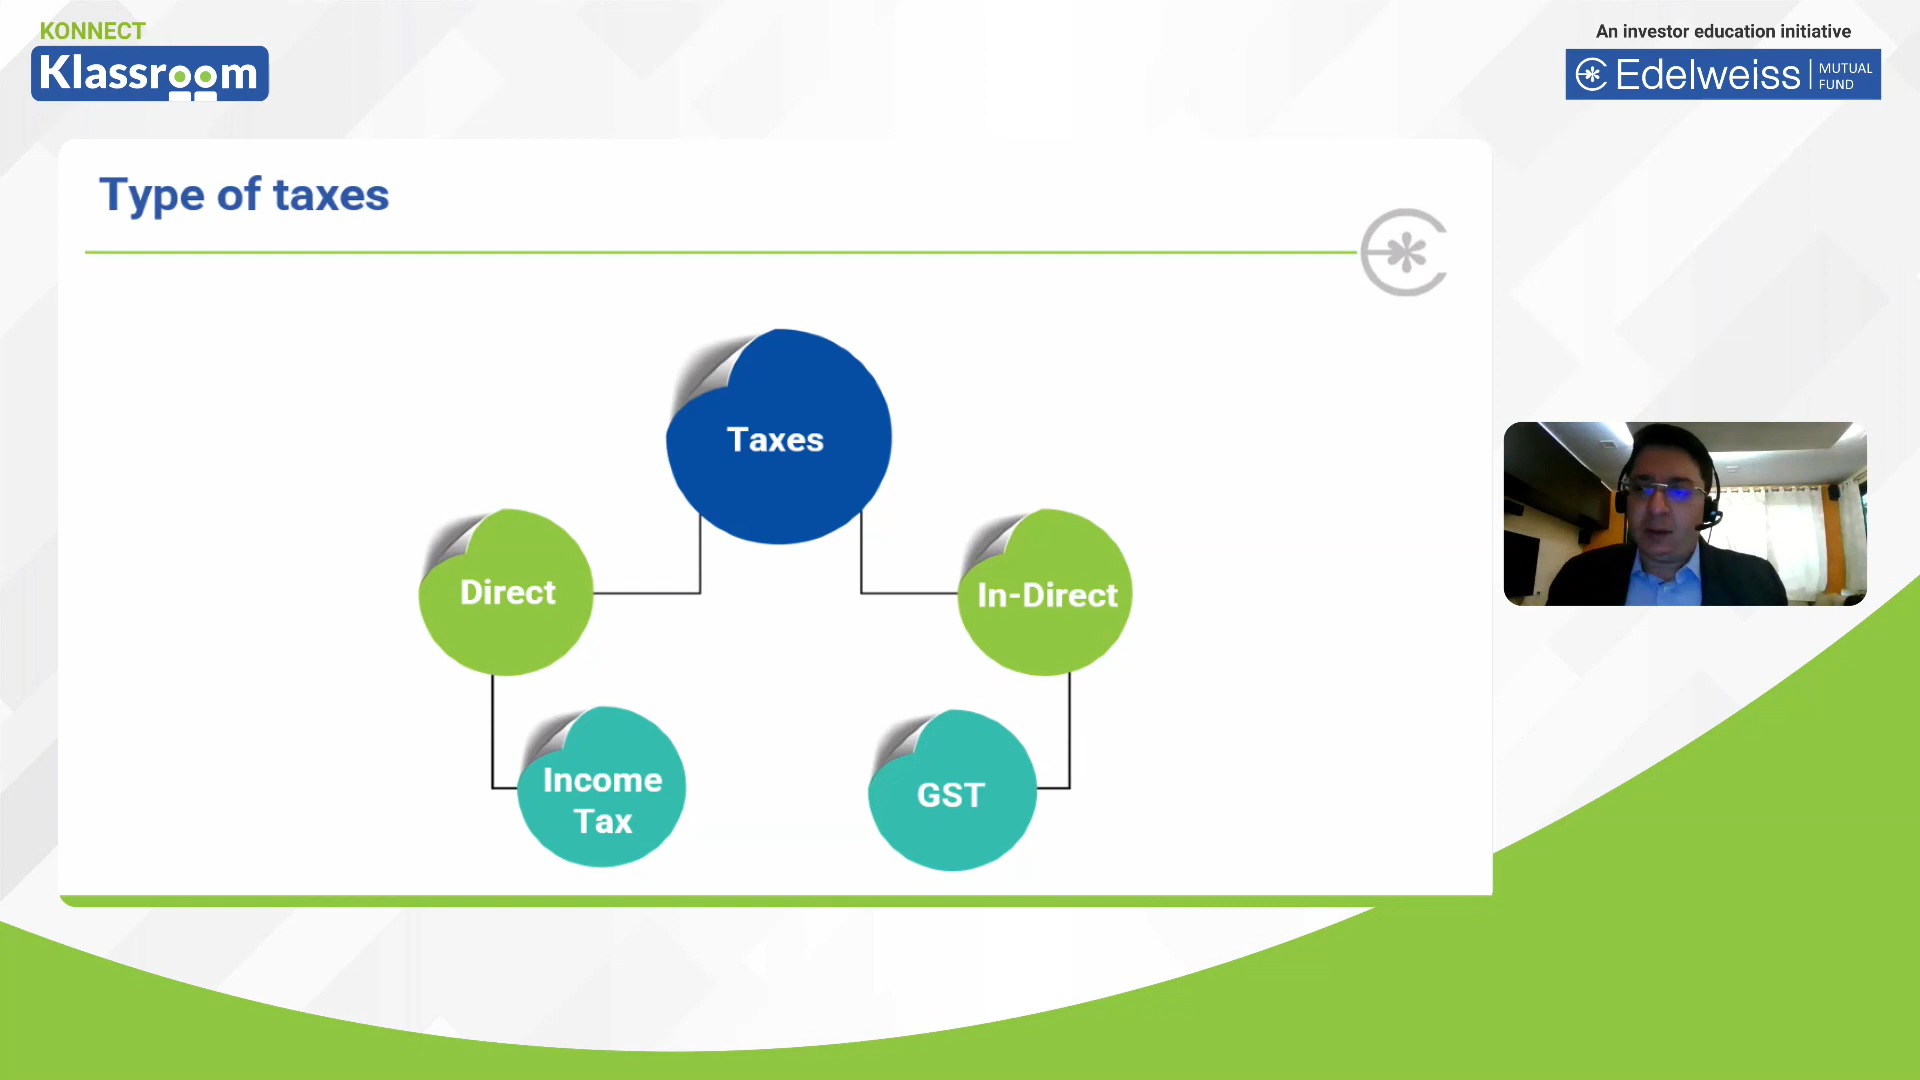 KONNECT
Klassroom
An investor education initiative
Edelweiss
MUTUAL
FUND
Type of taxes
Taxes
Direct
In-Direct
Income
Tax
GST